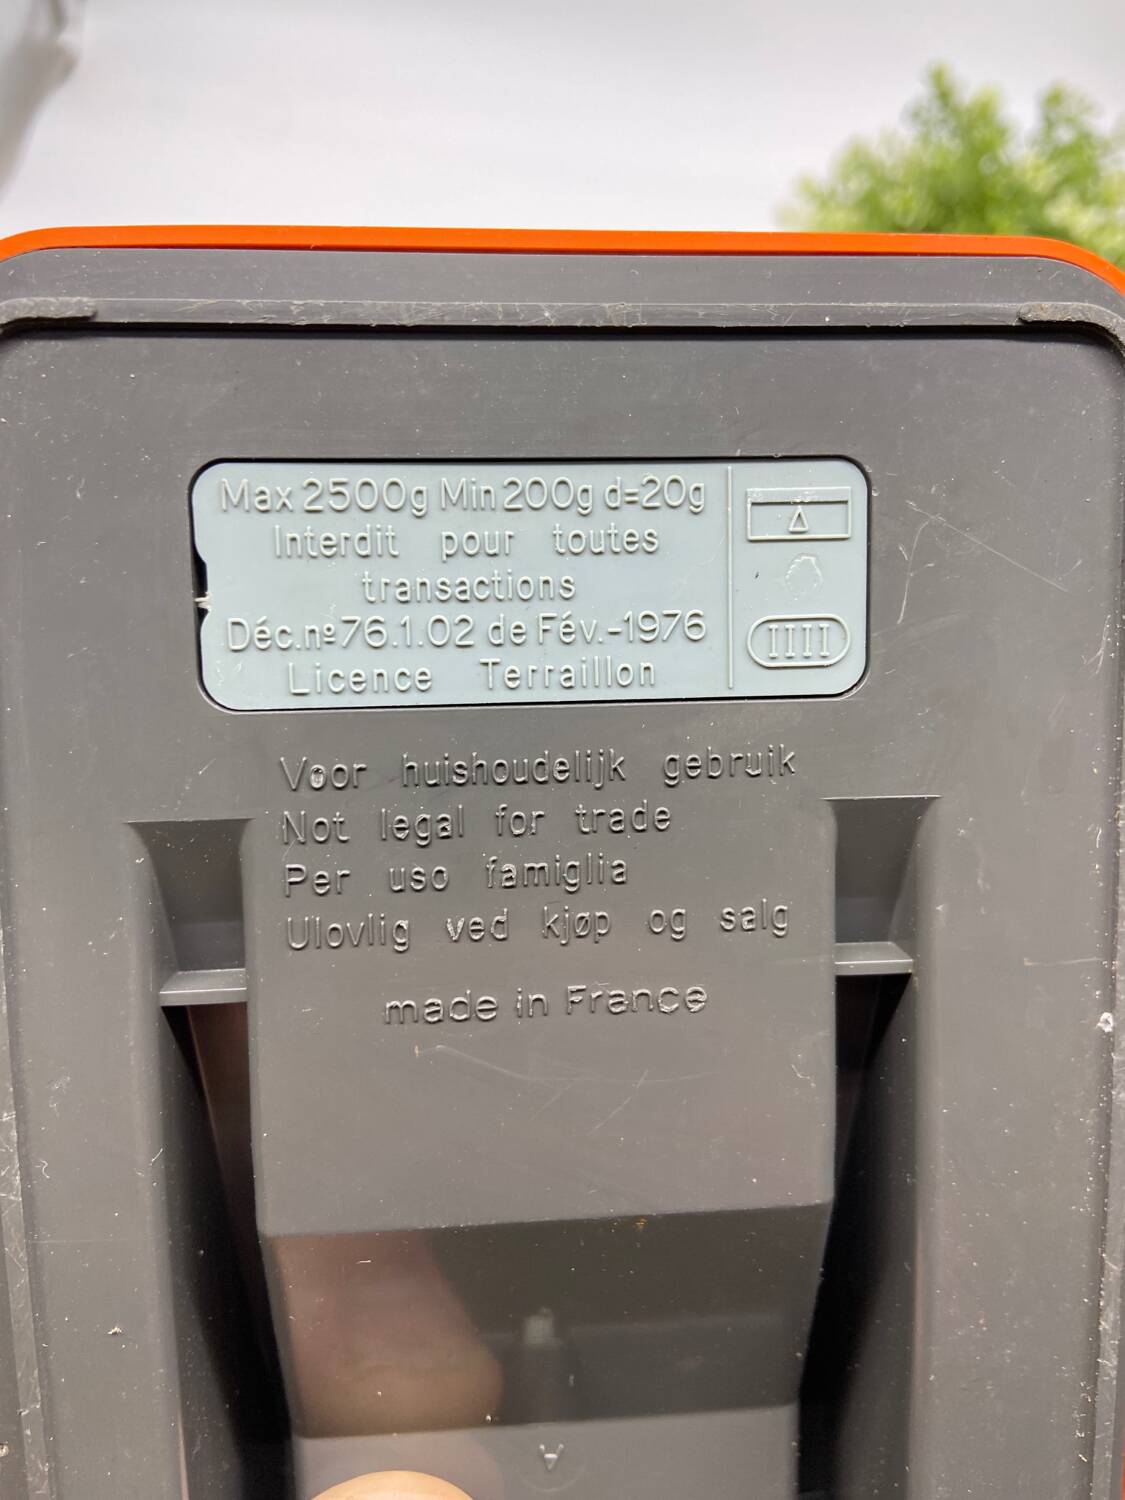 Max 2500g Min 200g d=20g
Interdit pour toutes
transactions
Déc.nº76.1.02 de Fév.-1976
Licence Terraillon
IIII
Voor huishoudelijk gebruik
Not legal for trade
Per uso famiglia
Ulovlig ved kjøp og salg
made in France
A